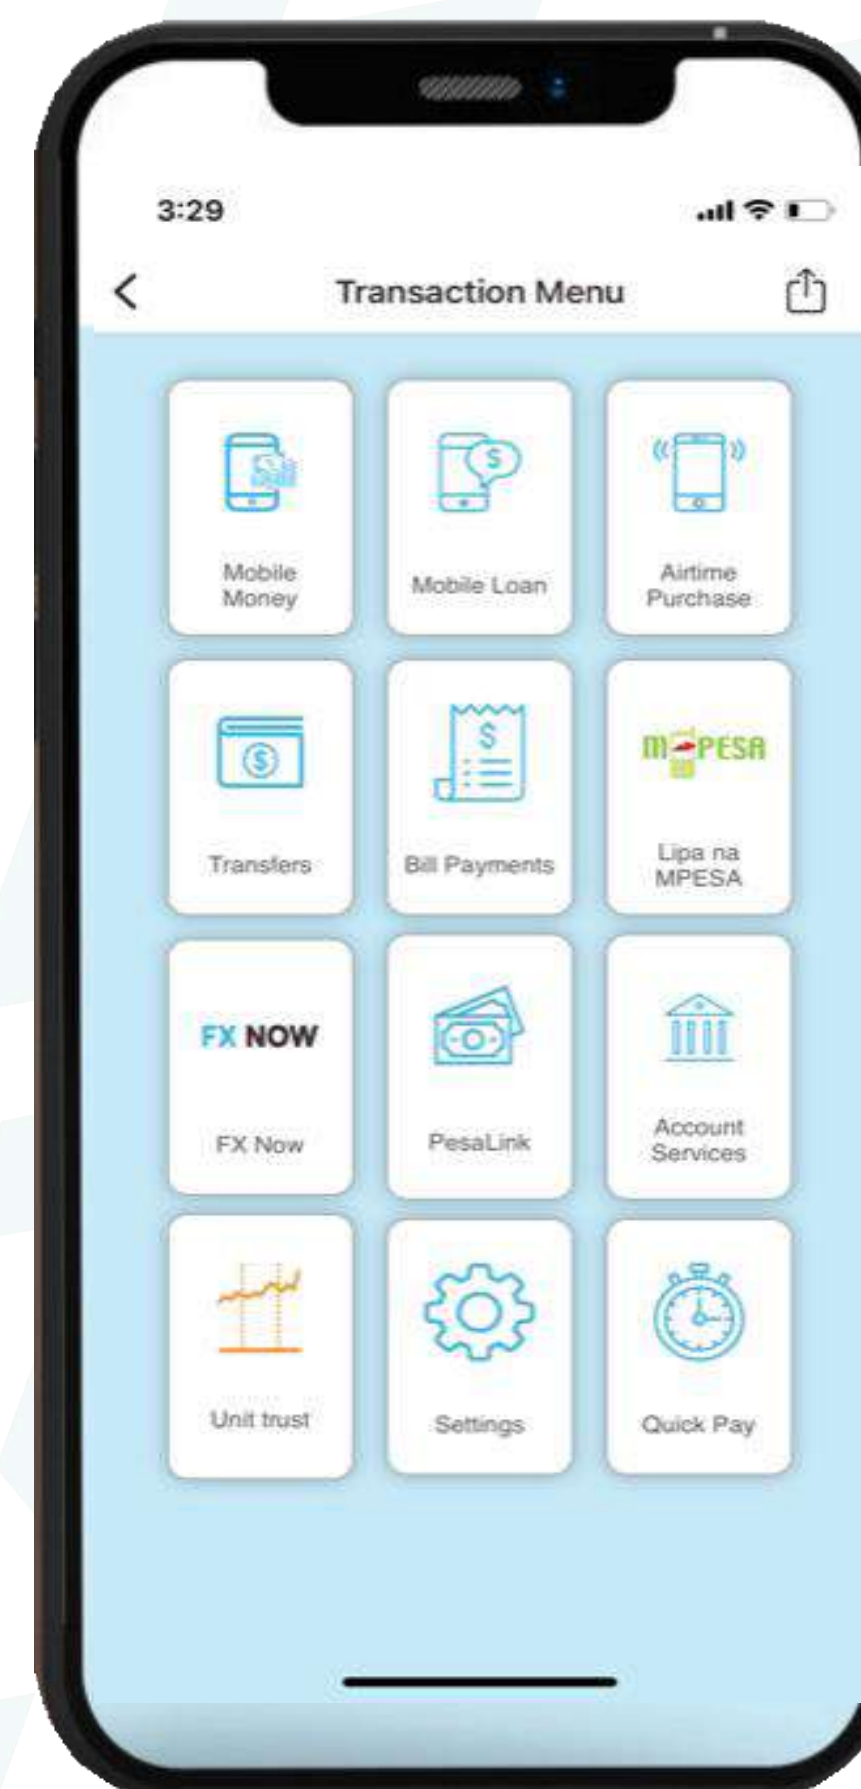 3:29
Transaction Menu
Mobile
Money
Mobile Loan
Airtime
Purchase
Transfers
Bill Payments
M-PESA
Lipa na
MPESA
FX NOW
FX Now
PesaLink
Account
Services
Unit trust
Settings
Quick Pay